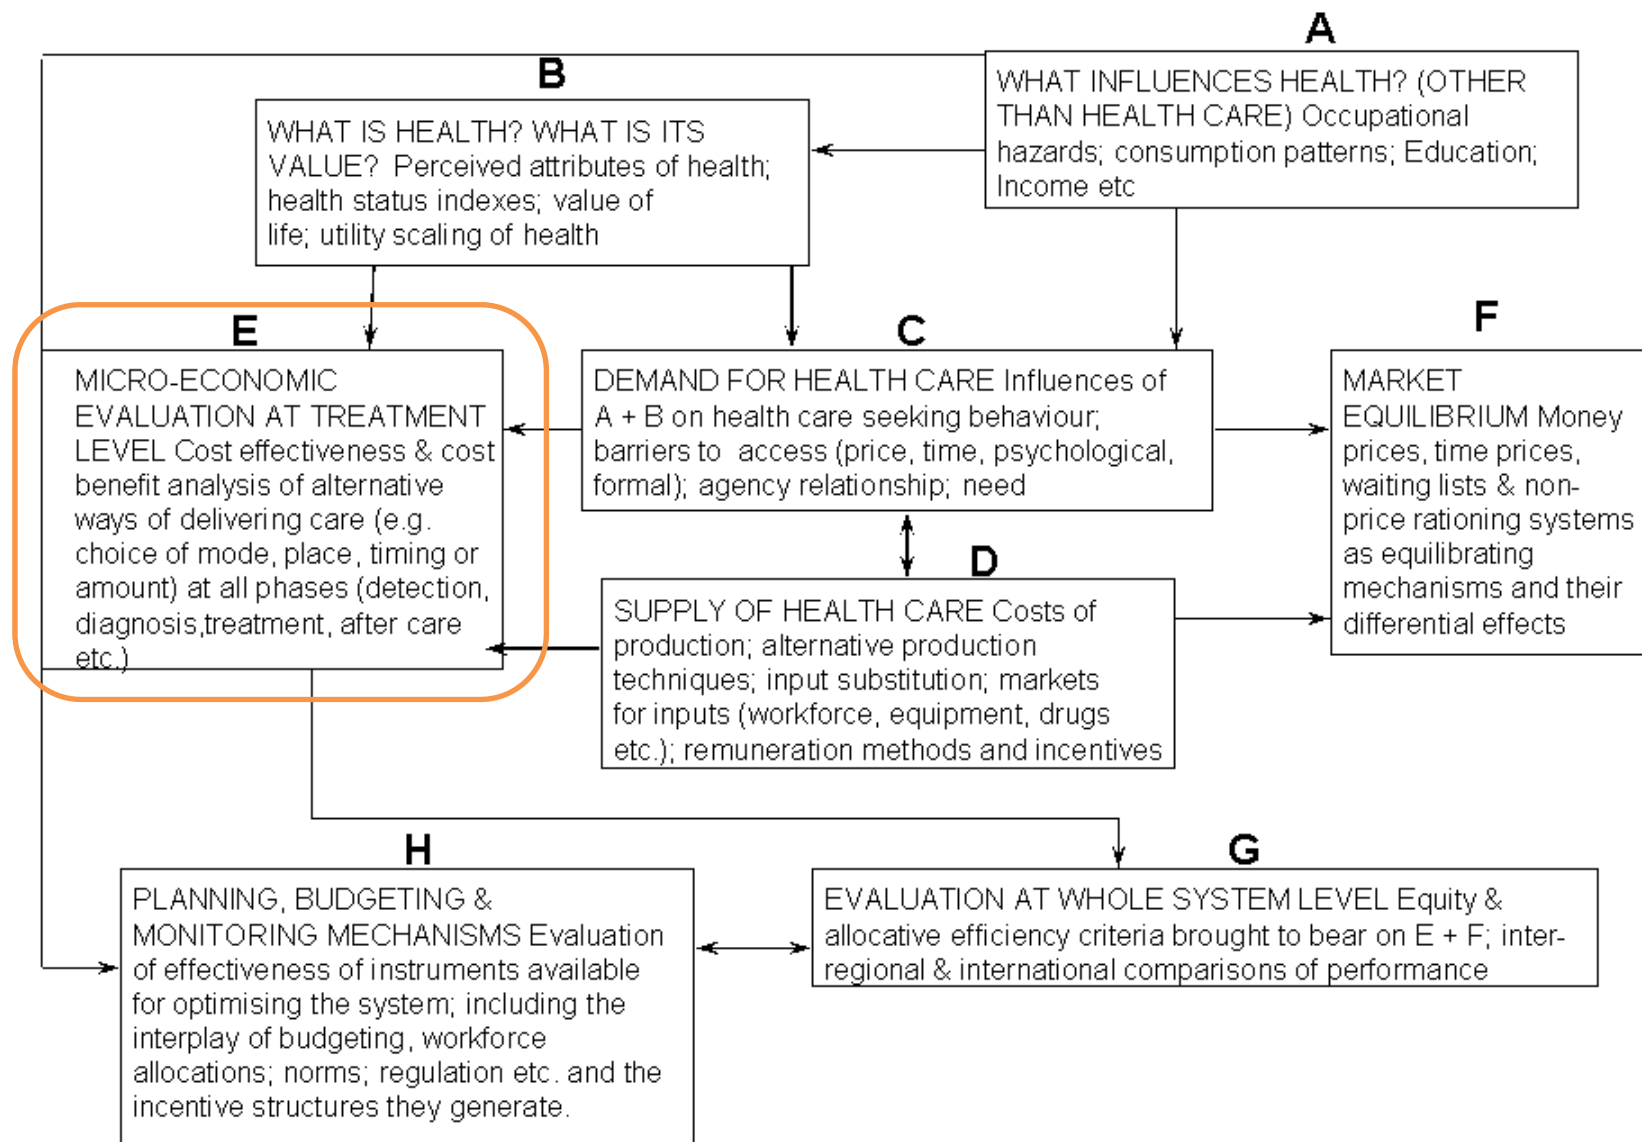 A
WHAT INFLUENCES HEALTH? (OTHER
THAN HEALTH CARE) Occupational
hazards; consumption patterns; Education;
Income etc
B
WHAT IS HEALTH? WHAT IS ITS
VALUE? Perceived attributes of health;
health status indexes; value of
life; utility scaling of health
E
MICRO-ECONOMIC
EVALUATION AT TREATMENT
LEVEL Cost effectiveness & cost
benefit analysis of alternative
ways of delivering care (e.g.
choice of mode, place, timing or
amount) at all phases (detection,
diagnosis,treatment, after care
etc.)
C
DEMAND FOR HEALTH CARE Influences of
A + B on health care seeking behaviour;
barriers to access (price, time, psychological,
formal); agency relationship; need
F
MARKET
EQUILIBRIUM Money
prices, time prices,
waiting lists & non-
price rationing systems
as equilibrating
mechanisms and their
differential effects
D
SUPPLY OF HEALTH CARE Costs of
production; alternative production
techniques; input substitution; markets
for inputs (workforce, equipment, drugs
etc.); remuneration methods and incentives
H
PLANNING, BUDGETING &
MONITORING MECHANISMS Evaluation
of effectiveness of instruments available
for optimising the system; including the
interplay of budgeting, workforce
allocations; norms; regulation etc. and the
incentive structures they generate.
G
EVALUATION AT WHOLE SYSTEM LEVEL Equity &
allocative efficiency criteria brought to bear on E + F; inter-
regional & international comparisons of performance